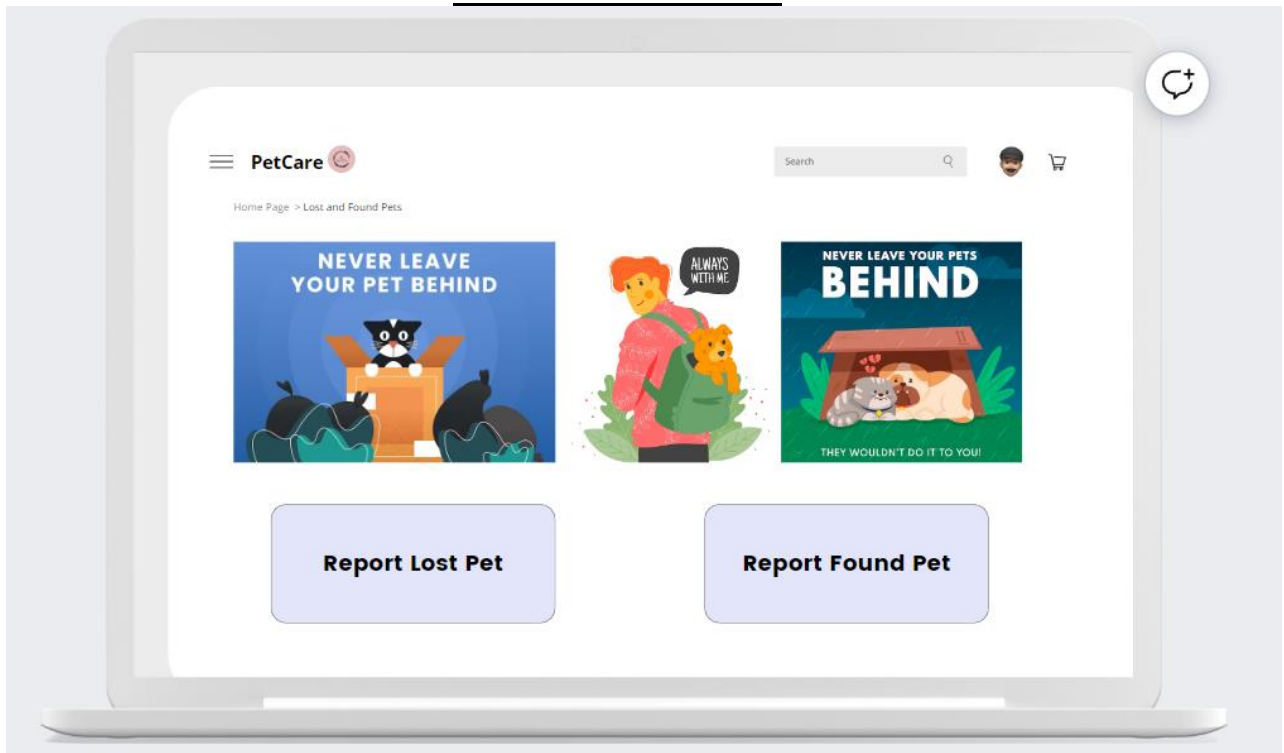 PetCare
Search
Home Page > Lost and Found Pets
NEVER LEAVE
YOUR PET BEHIND
ALWAYS
WITH ME
NEVER LEAVE YOUR PETS
BEHIND
THEY WOULDN'T DO IT TO YOU!
Report Lost Pet
Report Found Pet